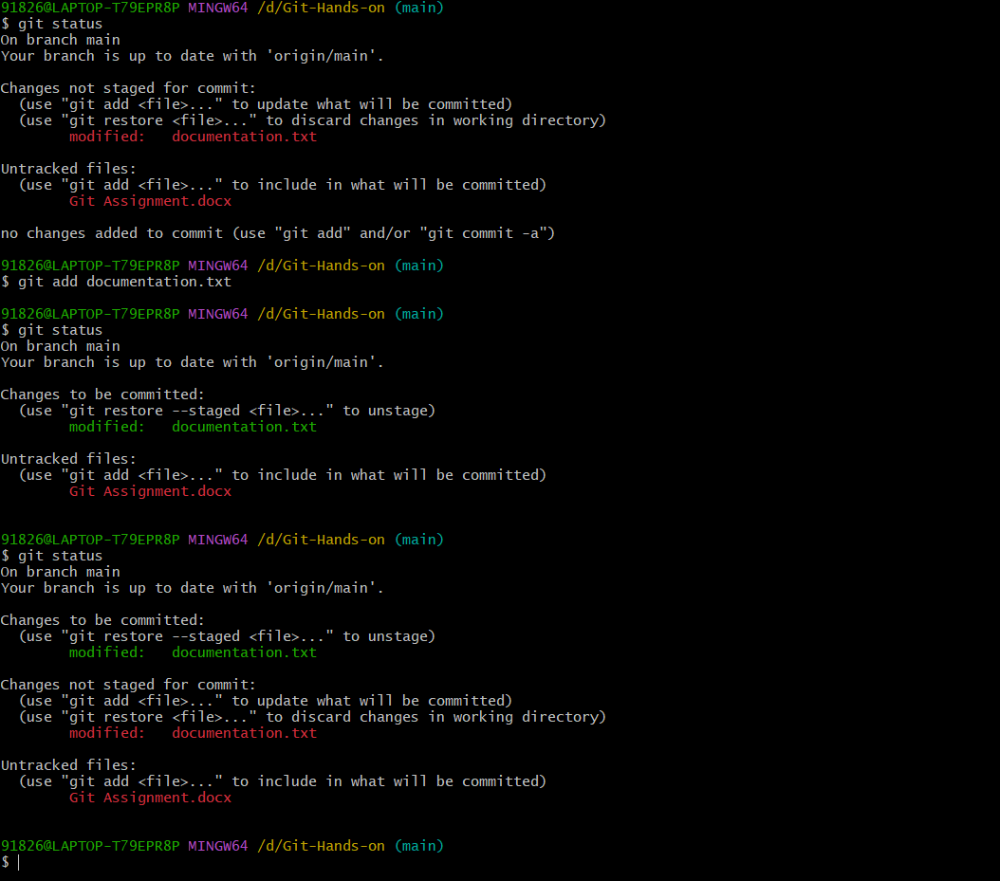 91826@LAPTOP-T79EPR8P MINGW64 /d/Git-Hands-on (main)
$ git status
On branch main
Your branch is up to date with 'origin/main'.
Changes not staged for commit:
(use "git add <file>..." to update what will be committed)
(use "git restore <file>..." to discard changes in working directory)
modified:   documentation.txt
Untracked files:
(use "git add <file>..." to include in what will be committed)
Git Assignment.docx
no changes added to commit (use "git add" and/or "git commit -a")
91826@LAPTOP-T79EPR8P MINGW64 /d/Git-Hands-on (main)
$ git add documentation.txt
91826@LAPTOP-T79EPR8P MINGW64 /d/Git-Hands-on (main)
$ git status
On branch main
Your branch is up to date with 'origin/main'.
Changes to be committed:
(use "git restore --staged <file>..." to unstage)
modified:   documentation.txt
Untracked files:
(use "git add <file>..." to include in what will be committed)
Git Assignment.docx
91826@LAPTOP-T79EPR8P MINGW64 /d/Git-Hands-on (main)
$ git status
On branch main
Your branch is up to date with 'origin/main'.
Changes to be committed:
(use "git restore --staged <file>..." to unstage)
modified:   documentation.txt
Changes not staged for commit:
(use "git add <file>..." to update what will be committed)
(use "git restore <file>..." to discard changes in working directory)
modified:   documentation.txt
Untracked files:
(use "git add <file>..." to include in what will be committed)
Git Assignment.docx
91826@LAPTOP-T79EPR8P MINGW64 /d/Git-Hands-on (main)
$